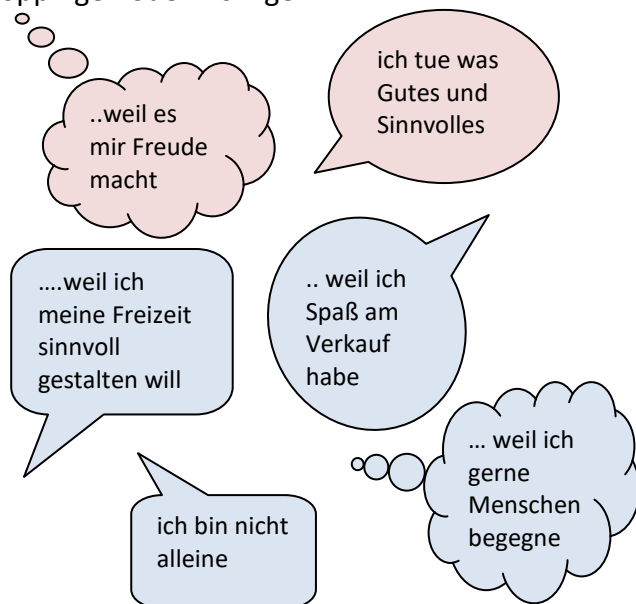 ..weil es
mir Freude
macht
ich tue was
Gutes und
Sinnvolles
....weil ich
meine Freizeit
sinnvoll
gestalten will
.. weil ich
Spaß am
Verkauf
habe
... weil ich
gerne
Menschen
begegne
ich bin nicht
alleine